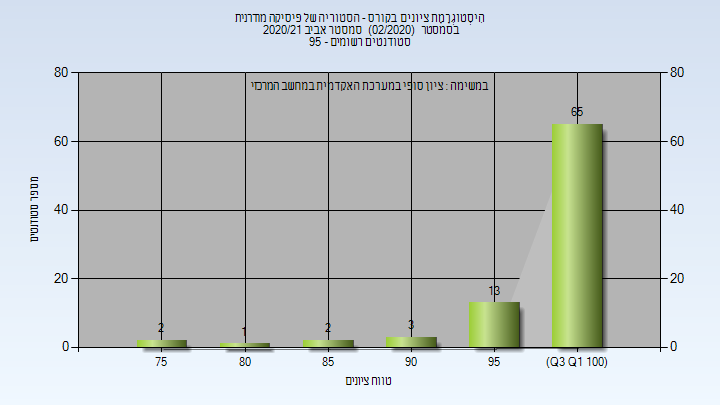 היסטוגרמת ציונים בקורס - הסטוריה של פיסיקה מודרנית
בסמסטר (02/2020) סמסטר אביב 2020/21
סטודנטים רשומים - 95
במשימה : ציון סופי במערכת האקדמית במחשב המרכזי
80 80
60 60
40 40
20 20
0 0
מספר סטודנטים
2 1 2 3 13 65
75 80 85 90 95 (Q3 Q1 100)
טווח ציונים